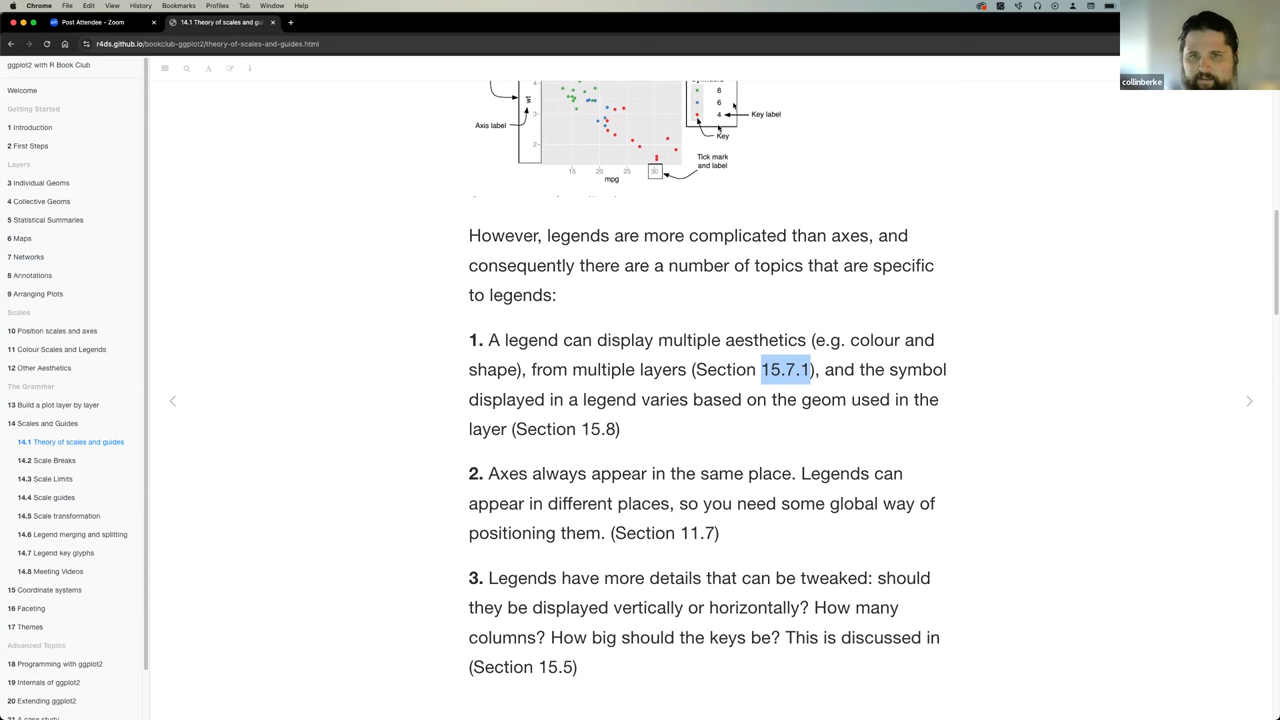 Chrome File Edit View History Bookmarks Profiles Tab Window Help
Post Attendee - Zoom
14.1 Theory of scales and gu
r4ds.github.io/bookclub-ggplot2/theory-of-scales-and-guides.html
collinberke
ggplot2 with R Book Club
Welcome
Getting Started
1 Introduction
2 First Steps
Layers
3 Individual Geoms
4 Collective Geoms
5 Statistical Summaries
6 Maps
7 Networks
8 Annotations
9 Arranging Plots
Scales
10 Position scales and axes
11 Colour Scales and Legends
12 Other Aesthetics
The Grammar
13 Build a plot layer by layer
14 Scales and Guides
14.1 Theory of scales and guides
14.2 Scale Breaks
14.3 Scale Limits
14.4 Scale guides
14.5 Scale transformation
14.6 Legend merging and splitting
14.7 Legend key glyphs
14.8 Meeting Videos
15 Coordinate systems
16 Faceting
17 Themes
Advanced Topics
18 Programming with ggplot2
19 Internals of ggplot2
20 Extending ggplot2
21 A case study
4
3
2
wt
Axis label
15 20 25 30
mpg
8
6
4
Key label
Key
Tick mark
and label
However, legends are more complicated than axes, and
consequently there are a number of topics that are specific
to legends:
1. A legend can display multiple aesthetics (e.g. colour and
shape), from multiple layers (Section 15.7.1), and the symbol
displayed in a legend varies based on the geom used in the
layer (Section 15.8)
2. Axes always appear in the same place. Legends can
appear in different places, so you need some global way of
positioning them. (Section 11.7)
3. Legends have more details that can be tweaked: should
they be displayed vertically or horizontally? How many
columns? How big should the keys be? This is discussed in
(Section 15.5)